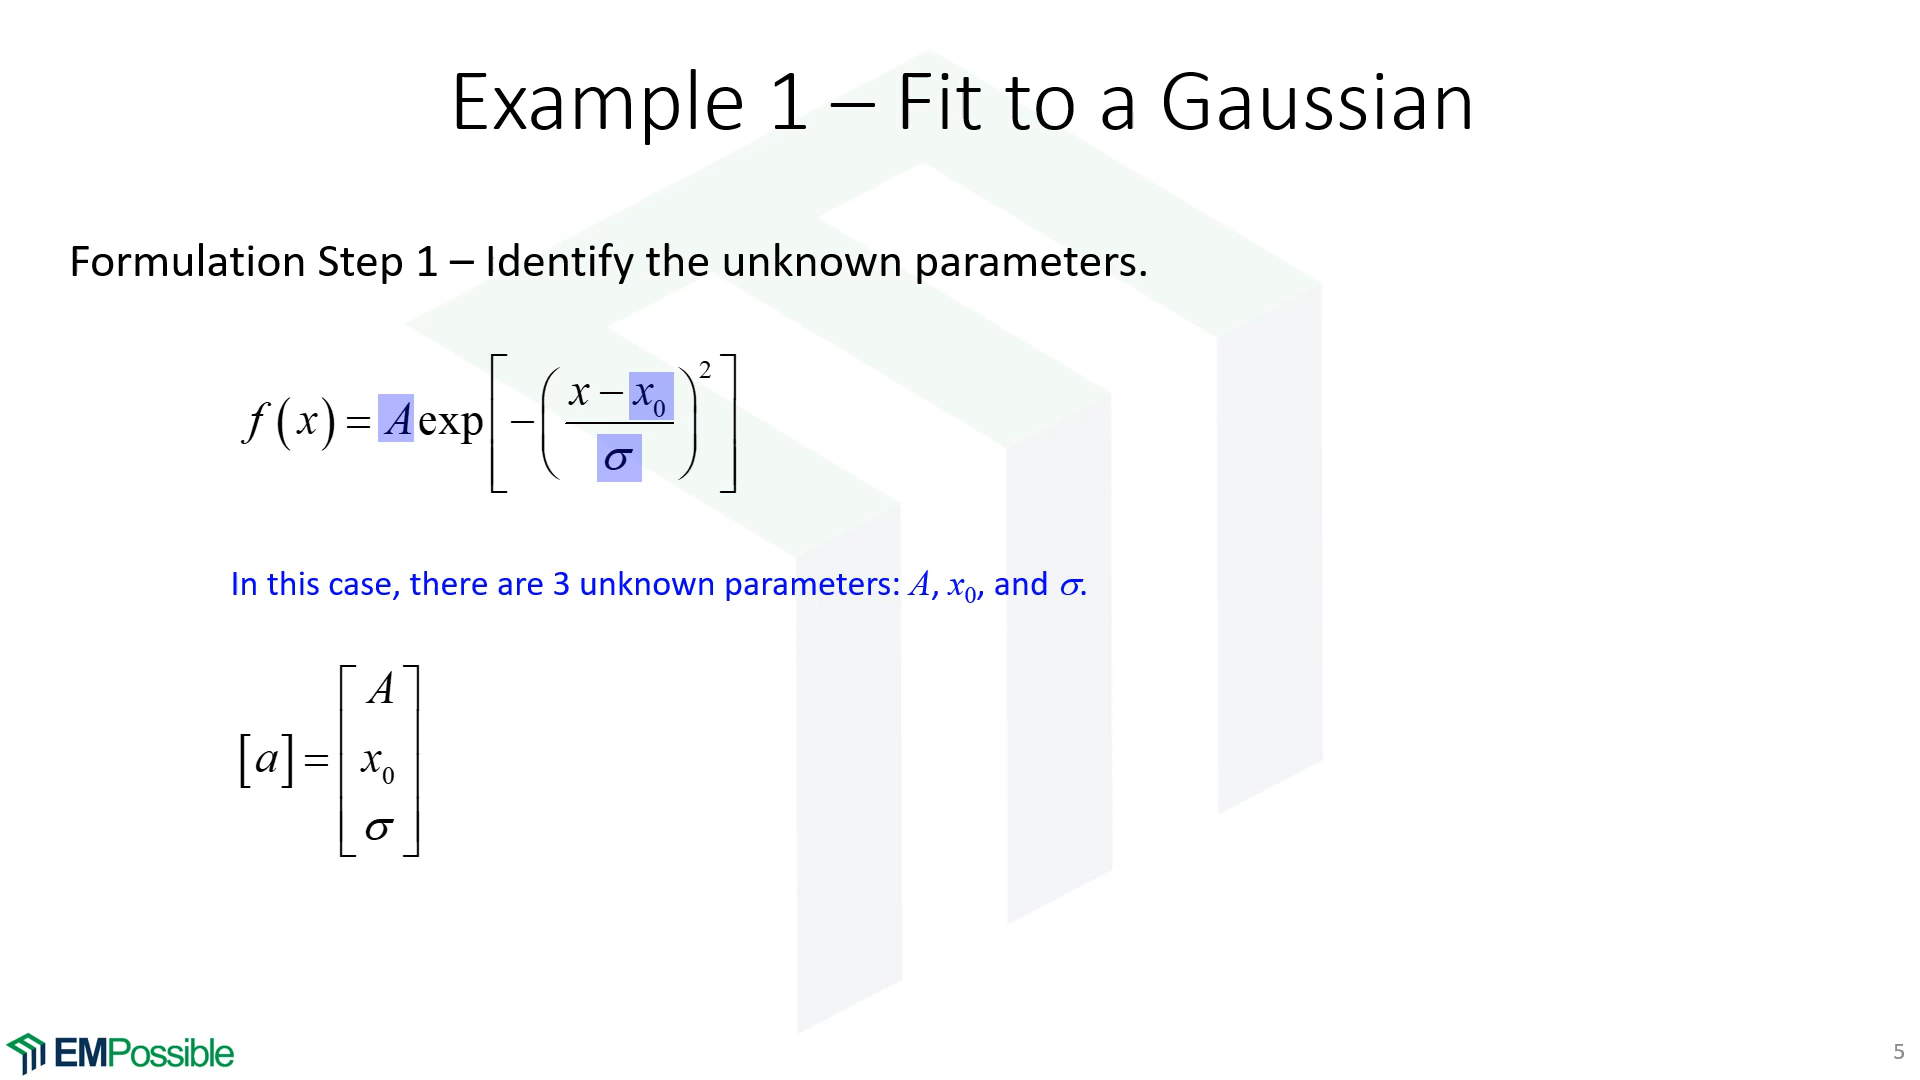 Example 1 – Fit to a Gaussian
Formulation Step 1 – Identify the unknown parameters.
f(x) = A exp[−((x − x₀)/σ)²]
In this case, there are 3 unknown parameters: A, x₀, and σ.
[a] = [A
x₀
σ]
EMPossible
5